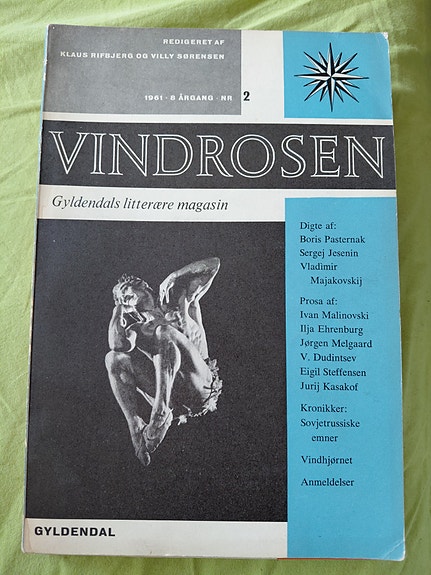 REDIGERET AF
KLAUS RIFBJERG OG VILLY SØRENSEN
1961 · 8 ÅRGANG · NR 2
VINDROSEN
Gyldendals litterære magasin
Digte af:
Boris Pasternak
Sergej Jesenin
Vladimir
Majakovskij
Prosa af:
Ivan Malinovski
Ilja Ehrenburg
Jørgen Melgaard
V. Dudintsev
Eigil Steffensen
Jurij Kasakof
Kronikker:
Sovjetrussiske
emner
Vindhjørnet
Anmeldelser
GYLDENDAL